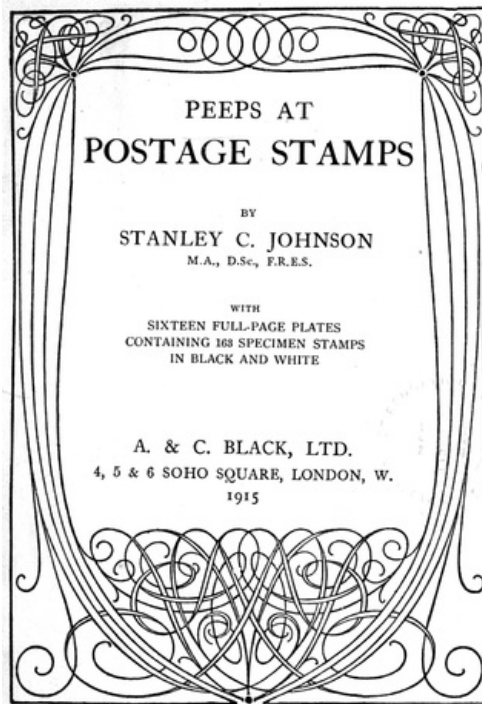 PEEPS AT
POSTAGE STAMPS
BY
STANLEY C. JOHNSON
M.A., D.Sc., F.R.E.S.
WITH
SIXTEEN FULL-PAGE PLATES
CONTAINING 163 SPECIMEN STAMPS
IN BLACK AND WHITE
A. & C. BLACK, LTD.
4, 5 & 6 SOHO SQUARE, LONDON, W.
1915